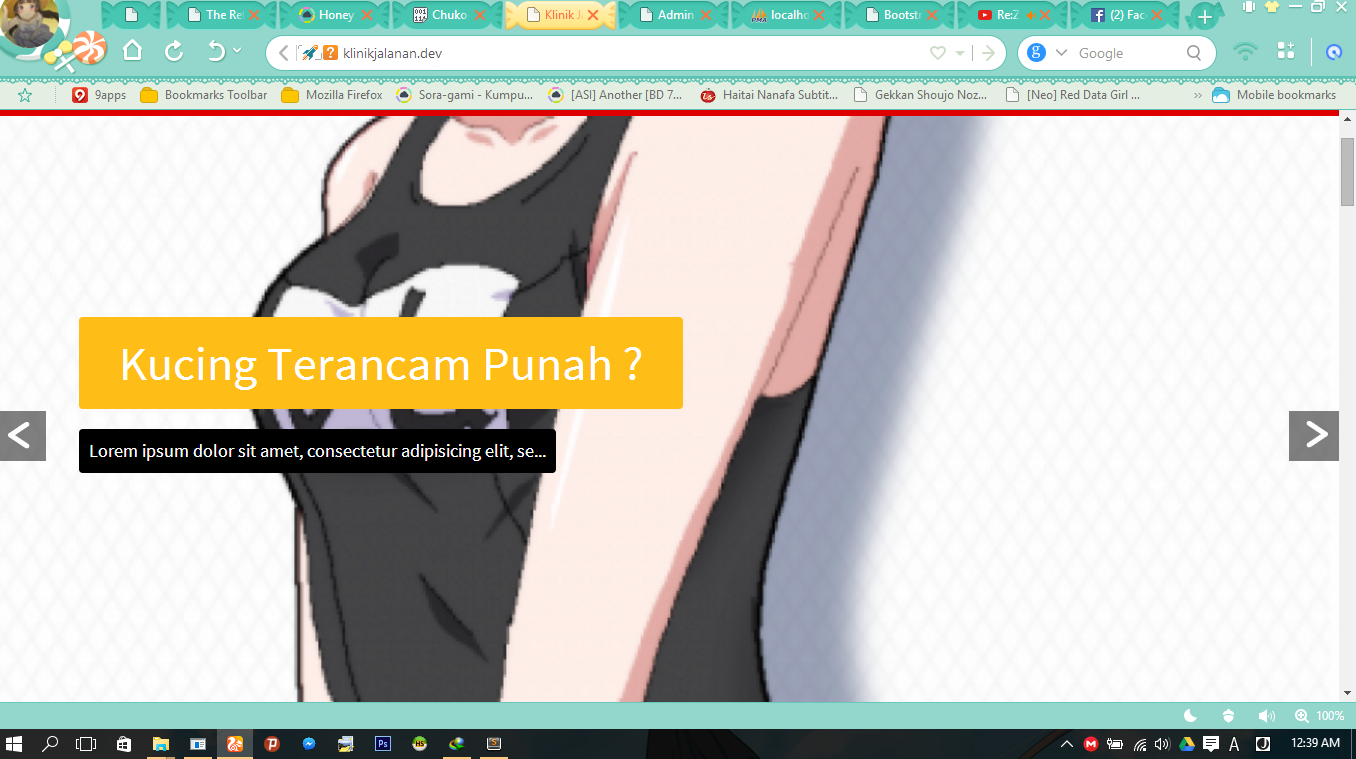 The Re
Honey
Chuko
Klinik J
Admin
localho
Bootstr
Re:Z
(2) Fac
klinikjalanan.dev
Google
9apps
Bookmarks Toolbar
Mozilla Firefox
Sora-gami - Kumpu...
[ASI] Another [BD 7...
Haitai Nanafa Subtit...
Gekkan Shoujo Noz...
[Neo] Red Data Girl ...
Mobile bookmarks
Kucing Terancam Punah ?
Lorem ipsum dolor sit amet, consectetur adipisicing elit, se...
100%
12:39 AM